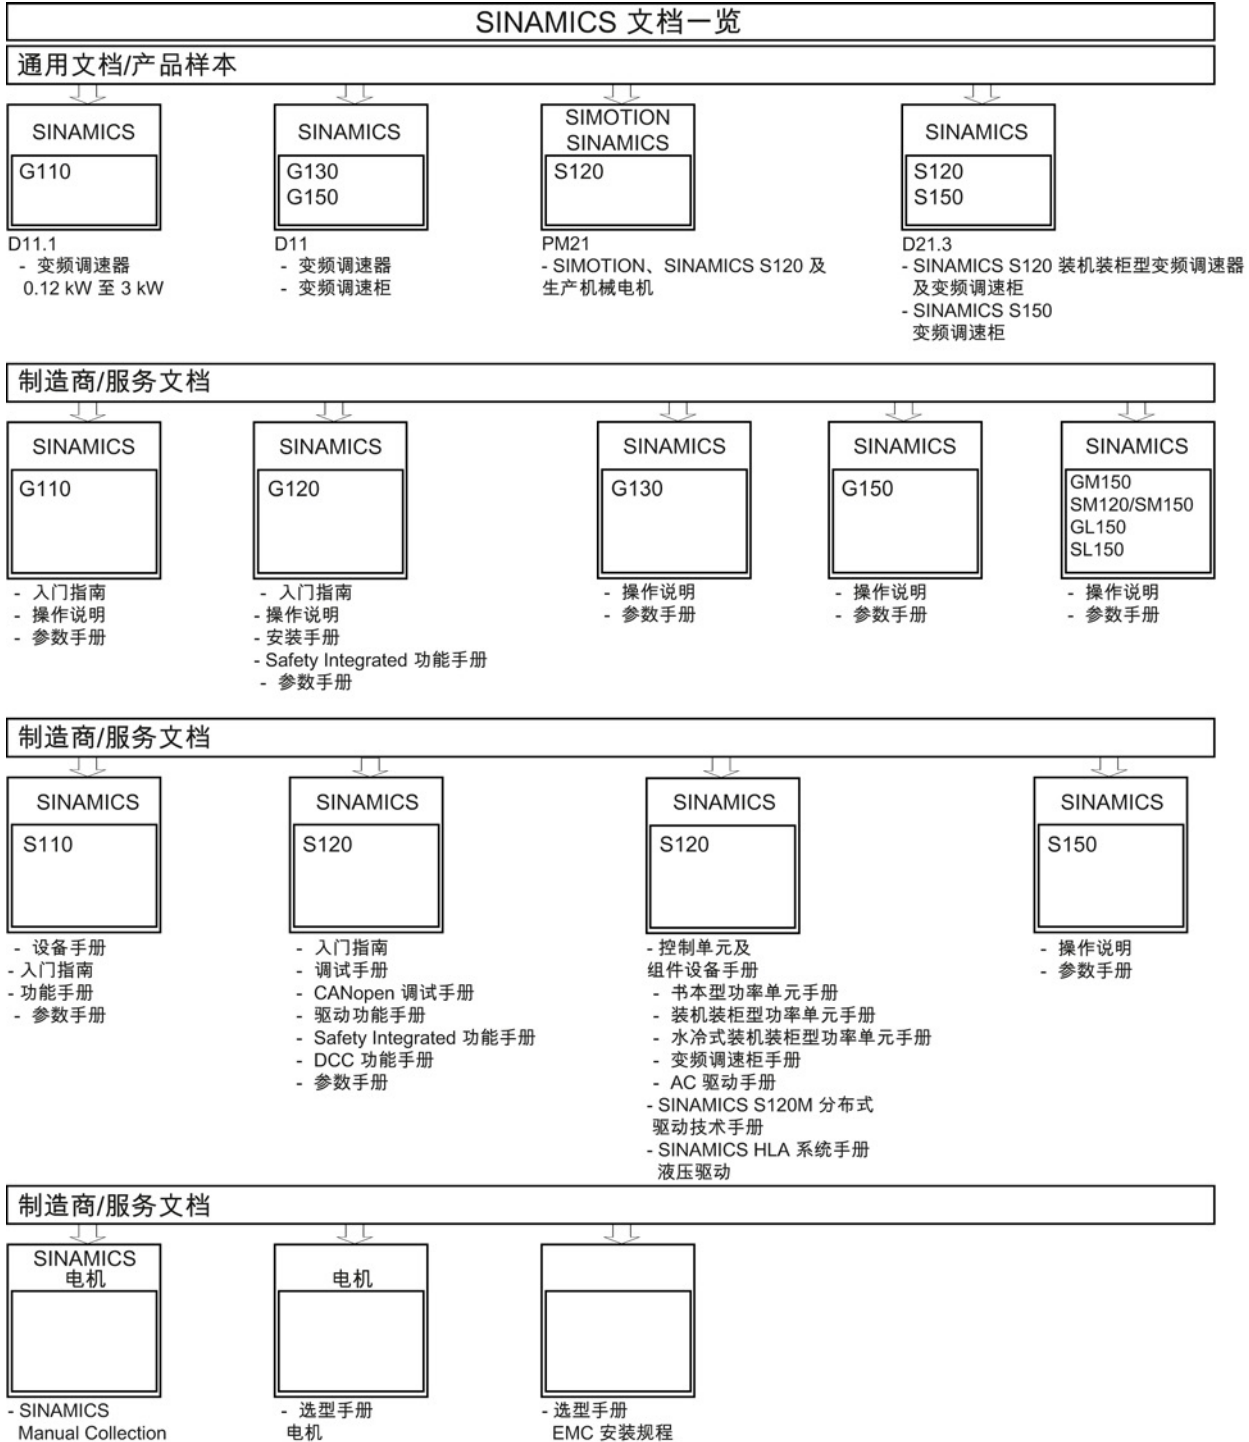 SINAMICS 文档一览
通用文档/产品样本
SINAMICS
G110
D11.1
- 变频调速器
0.12 kW 至 3 kW
SINAMICS
G130
G150
D11
- 变频调速器
- 变频调速柜
SIMOTION
SINAMICS
S120
PM21
- SIMOTION、SINAMICS S120 及
生产机械电机
SINAMICS
S120
S150
D21.3
- SINAMICS S120 装机装柜型变频调速器
及变频调速柜
- SINAMICS S150
变频调速柜
制造商/服务文档
SINAMICS
G110
- 入门指南
- 操作说明
- 参数手册
SINAMICS
G120
- 入门指南
- 操作说明
- 安装手册
- Safety Integrated 功能手册
- 参数手册
SINAMICS
G130
- 操作说明
- 参数手册
SINAMICS
G150
- 操作说明
- 参数手册
SINAMICS
GM150
SM120/SM150
GL150
SL150
- 操作说明
- 参数手册
制造商/服务文档
SINAMICS
S110
- 设备手册
- 入门指南
- 功能手册
- 参数手册
SINAMICS
S120
- 入门指南
- 调试手册
- CANopen 调试手册
- 驱动功能手册
- Safety Integrated 功能手册
- DCC 功能手册
- 参数手册
SINAMICS
S120
- 控制单元及
组件设备手册
- 书本型功率单元手册
- 装机装柜型功率单元手册
- 水冷式装机装柜型功率单元手册
- 变频调速柜手册
- AC 驱动手册
- SINAMICS S120M 分布式
驱动技术手册
- SINAMICS HLA 系统手册
液压驱动
SINAMICS
S150
- 操作说明
- 参数手册
制造商/服务文档
SINAMICS
电机
- SINAMICS
Manual Collection
电机
- 选型手册
电机
- 选型手册
EMC 安装规程